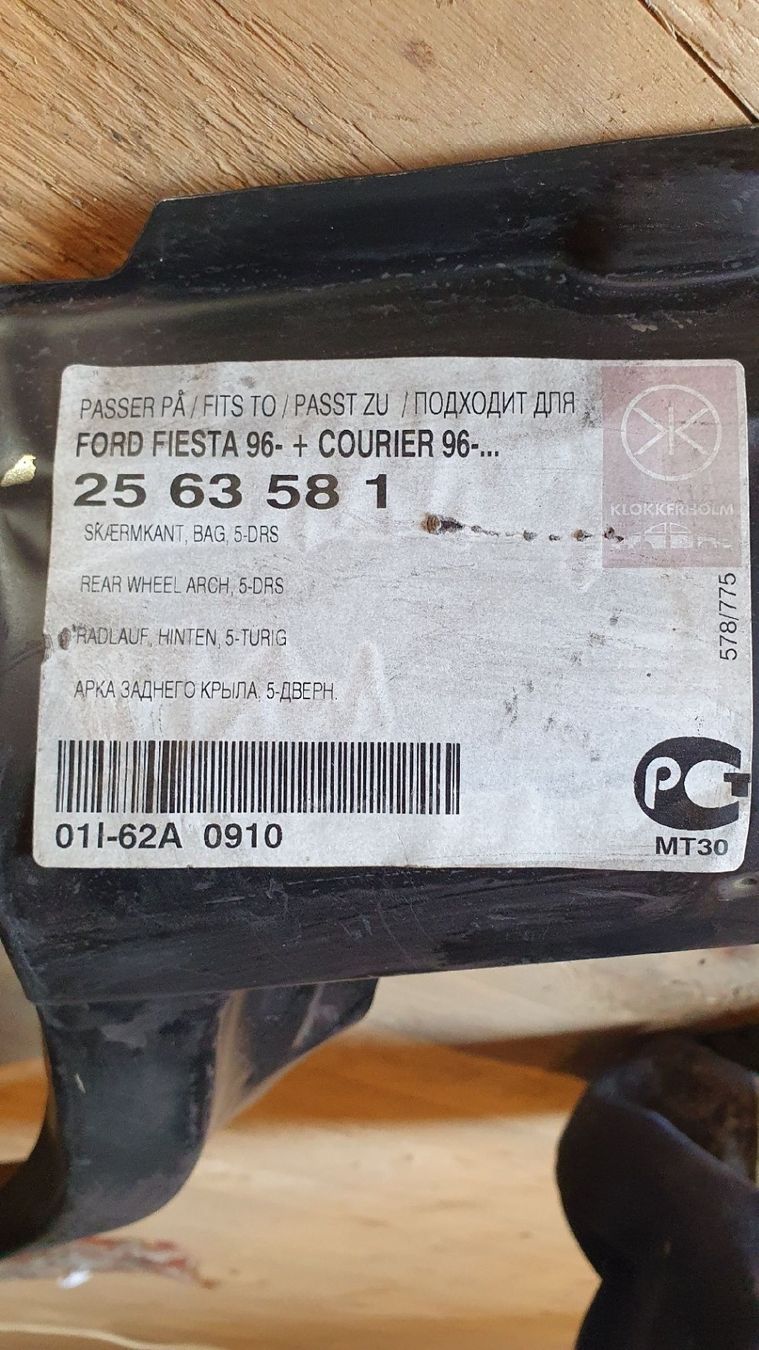 PASSER PÅ / FITS TO / PASST ZU / ПОДХОДИТ ДЛЯ
FORD FIESTA 96- + COURIER 96-...
25 63 58 1
KLOKKERHOLM
SKÆRMKANT, BAG, 5-DRS
REAR WHEEL ARCH, 5-DRS
RADLAUF, HINTEN, 5-TURIG
АРКА ЗАДНЕГО КРЫЛА, 5-ДВЕРН.
578/775
01I-62A 0910
РСТ
MT30